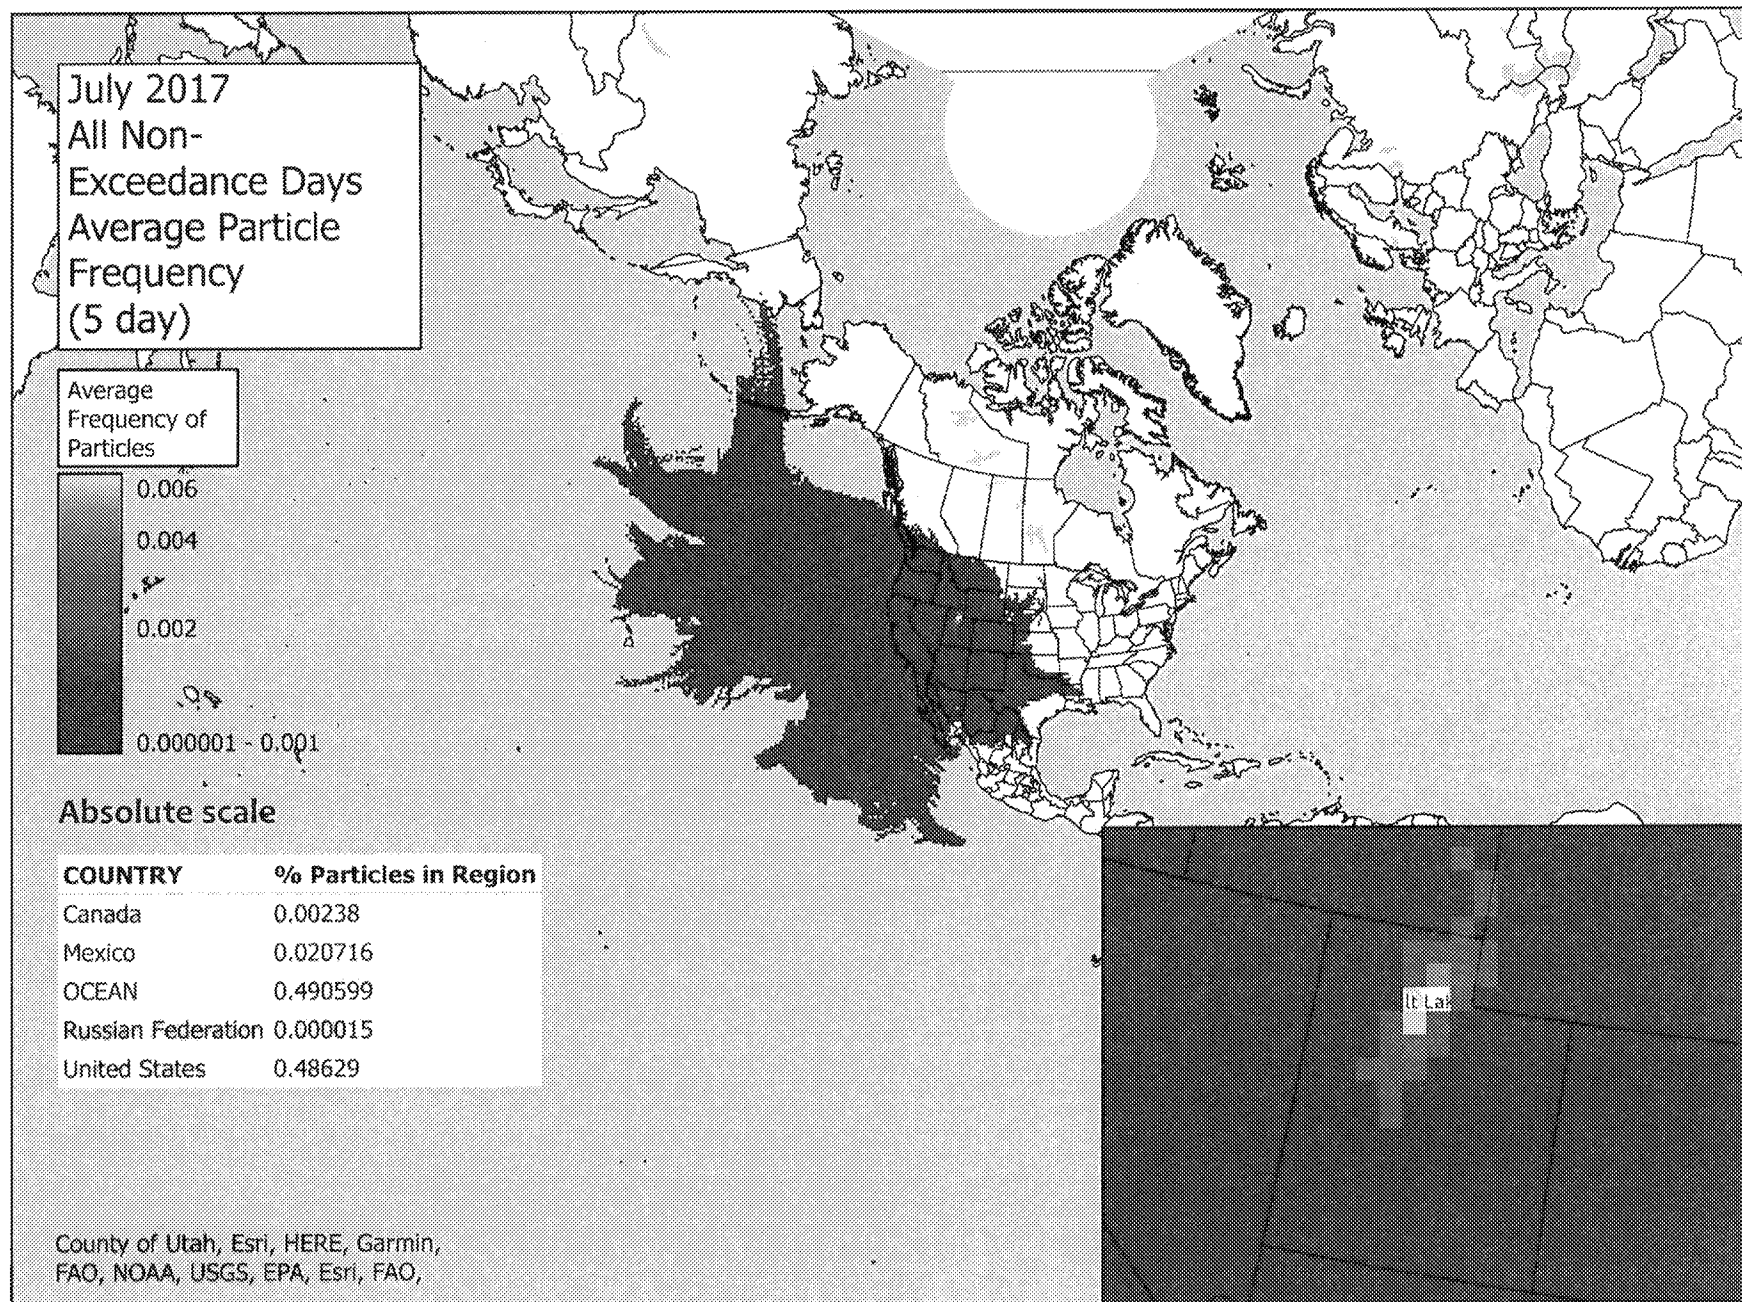 July 2017
All Non-
Exceedance Days
Average Particle
Frequency
(5 day)
Average
Frequency of
Particles
0.006
0.004
0.002
0.000001 - 0.001
Absolute scale
COUNTRY % Particles in Region
Canada 0.00238
Mexico 0.020716
OCEAN 0.490599
Russian Federation 0.000015
United States 0.48629
lt Lal
County of Utah, Esri, HERE, Garmin,
FAO, NOAA, USGS, EPA, Esri, FAO,